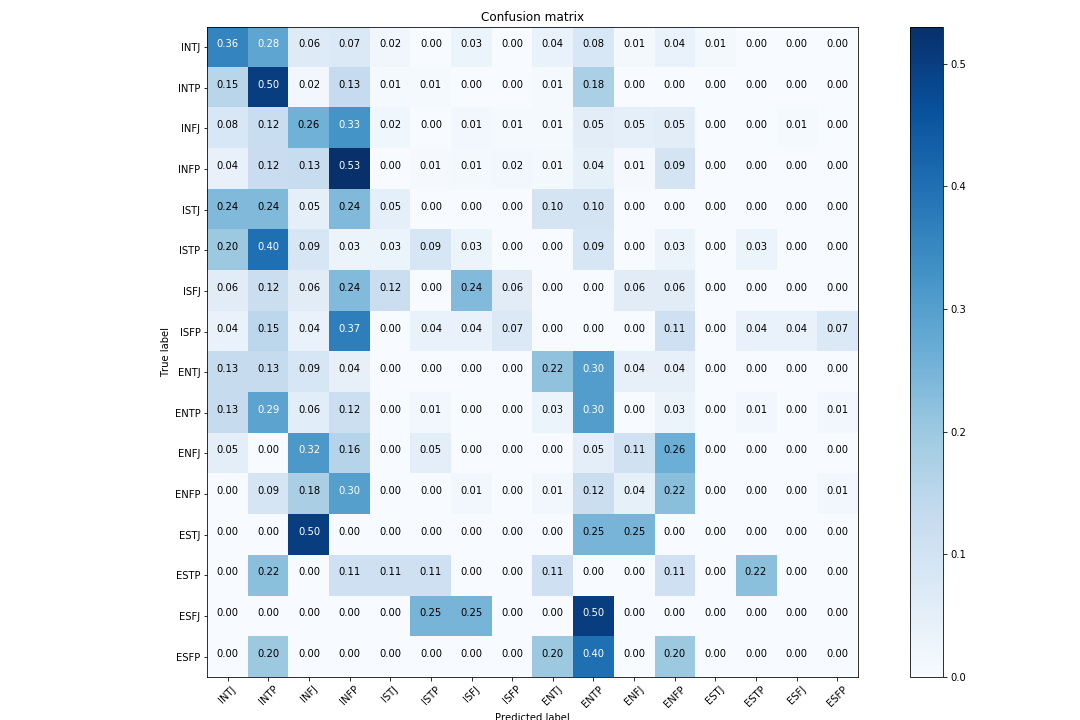 Confusion matrix
INTJ 0.36 0.28 0.06 0.07 0.02 0.00 0.03 0.00 0.04 0.08 0.01 0.04 0.01 0.00 0.00 0.00
INTP 0.15 0.50 0.02 0.13 0.01 0.01 0.00 0.00 0.01 0.18 0.00 0.00 0.00 0.00 0.00 0.00
INFJ 0.08 0.12 0.26 0.33 0.02 0.00 0.01 0.01 0.01 0.05 0.05 0.05 0.00 0.00 0.01 0.00
INFP 0.04 0.12 0.13 0.53 0.00 0.01 0.01 0.02 0.01 0.04 0.01 0.09 0.00 0.00 0.00 0.00
ISTJ 0.24 0.24 0.05 0.24 0.05 0.00 0.00 0.00 0.10 0.10 0.00 0.00 0.00 0.00 0.00 0.00
ISTP 0.20 0.40 0.09 0.03 0.03 0.09 0.03 0.00 0.00 0.09 0.00 0.03 0.00 0.03 0.00 0.00
ISFJ 0.06 0.12 0.06 0.24 0.12 0.00 0.24 0.06 0.00 0.00 0.06 0.06 0.00 0.00 0.00 0.00
ISFP 0.04 0.15 0.04 0.37 0.00 0.04 0.04 0.07 0.00 0.00 0.00 0.11 0.00 0.04 0.04 0.07
ENTJ 0.13 0.13 0.09 0.04 0.00 0.00 0.00 0.00 0.22 0.30 0.04 0.04 0.00 0.00 0.00 0.00
ENTP 0.13 0.29 0.06 0.12 0.00 0.01 0.00 0.00 0.03 0.30 0.00 0.03 0.00 0.01 0.00 0.01
ENFJ 0.05 0.00 0.32 0.16 0.00 0.05 0.00 0.00 0.00 0.05 0.11 0.26 0.00 0.00 0.00 0.00
ENFP 0.00 0.09 0.18 0.30 0.00 0.00 0.01 0.00 0.01 0.12 0.04 0.22 0.00 0.00 0.00 0.01
ESTJ 0.00 0.00 0.50 0.00 0.00 0.00 0.00 0.00 0.00 0.25 0.25 0.00 0.00 0.00 0.00 0.00
ESTP 0.00 0.22 0.00 0.11 0.11 0.11 0.00 0.00 0.11 0.00 0.00 0.11 0.00 0.22 0.00 0.00
ESFJ 0.00 0.00 0.00 0.00 0.00 0.25 0.25 0.00 0.00 0.50 0.00 0.00 0.00 0.00 0.00 0.00
ESFP 0.00 0.20 0.00 0.00 0.00 0.00 0.00 0.00 0.20 0.40 0.00 0.20 0.00 0.00 0.00 0.00
INTJ INTP INFJ INFP ISTJ ISTP ISFJ ISFP ENTJ ENTP ENFJ ENFP ESTJ ESTP ESFJ ESFP
True label
Predicted label
0.5
0.4
0.3
0.2
0.1
0.0